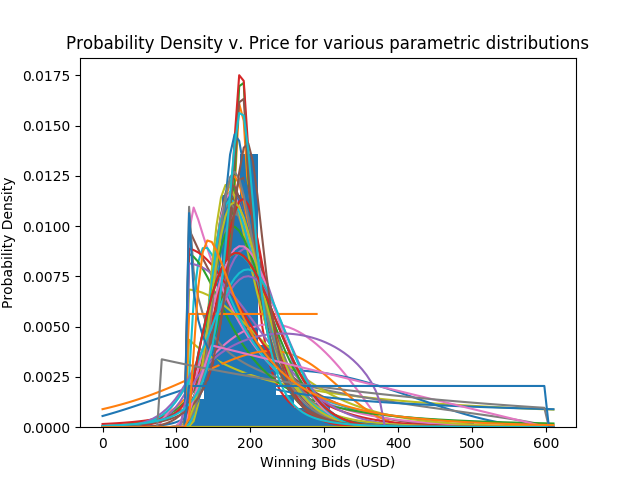 Probability Density v. Price for various parametric distributions
0.0175
0.0150
0.0125
0.0100
0.0075
0.0050
0.0025
0.0000
Probability Density
0 100 200 300 400 500 600
Winning Bids (USD)